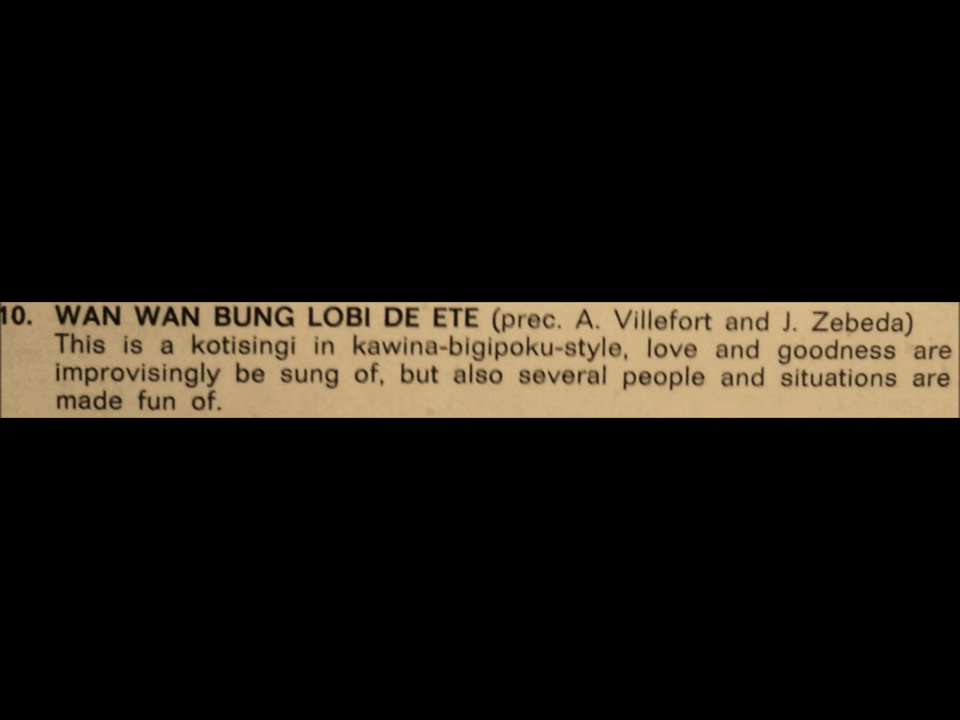 10. WAN WAN BUNG LOBI DE ETE (prec. A. Villefort and J. Zebeda)
This is a kotisingi in kawina-bigipoku-style, love and goodness are
improvisingly be sung of, but also several people and situations are
made fun of.